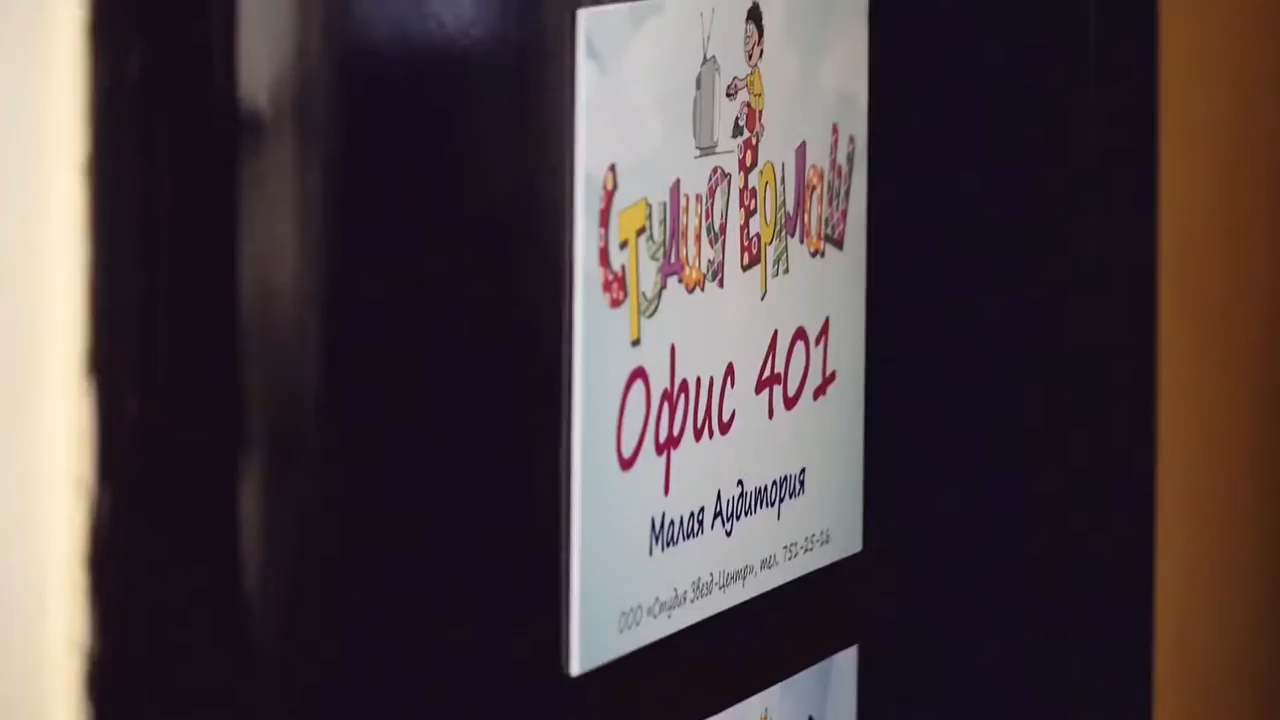 Студия Ералаш
Офис 401
Малая Аудитория
ООО «Студия Звезд-Центр», тел. 751-25-16